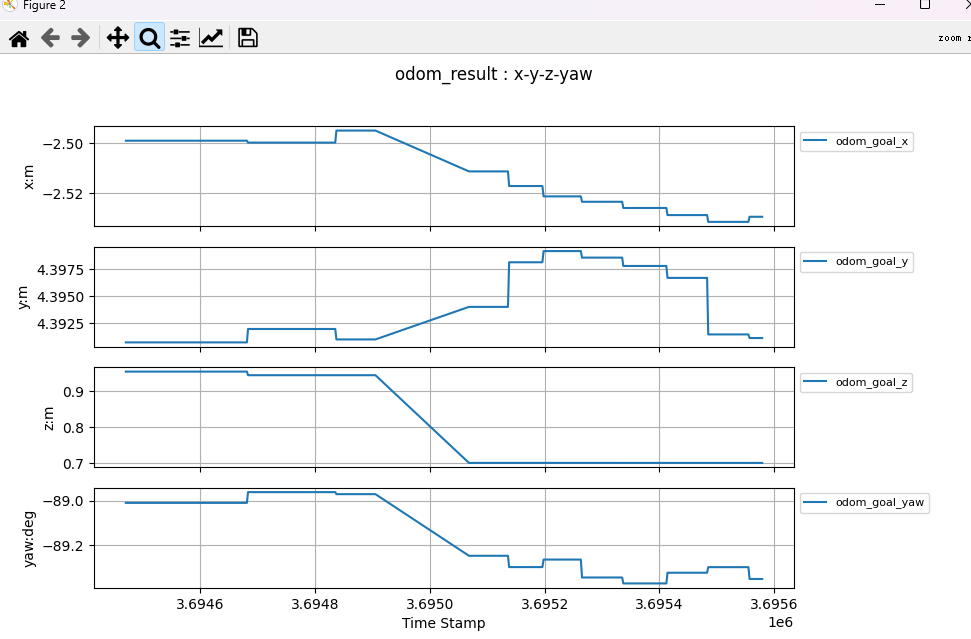 Figure 2
odom_result : x-y-z-yaw
x:m
−2.50
−2.52
odom_goal_x
y:m
4.3975
4.3950
4.3925
odom_goal_y
z:m
0.9
0.8
0.7
odom_goal_z
yaw:deg
−89.0
−89.2
odom_goal_yaw
3.6946 3.6948 3.6950 3.6952 3.6954 3.6956
1e6
Time Stamp